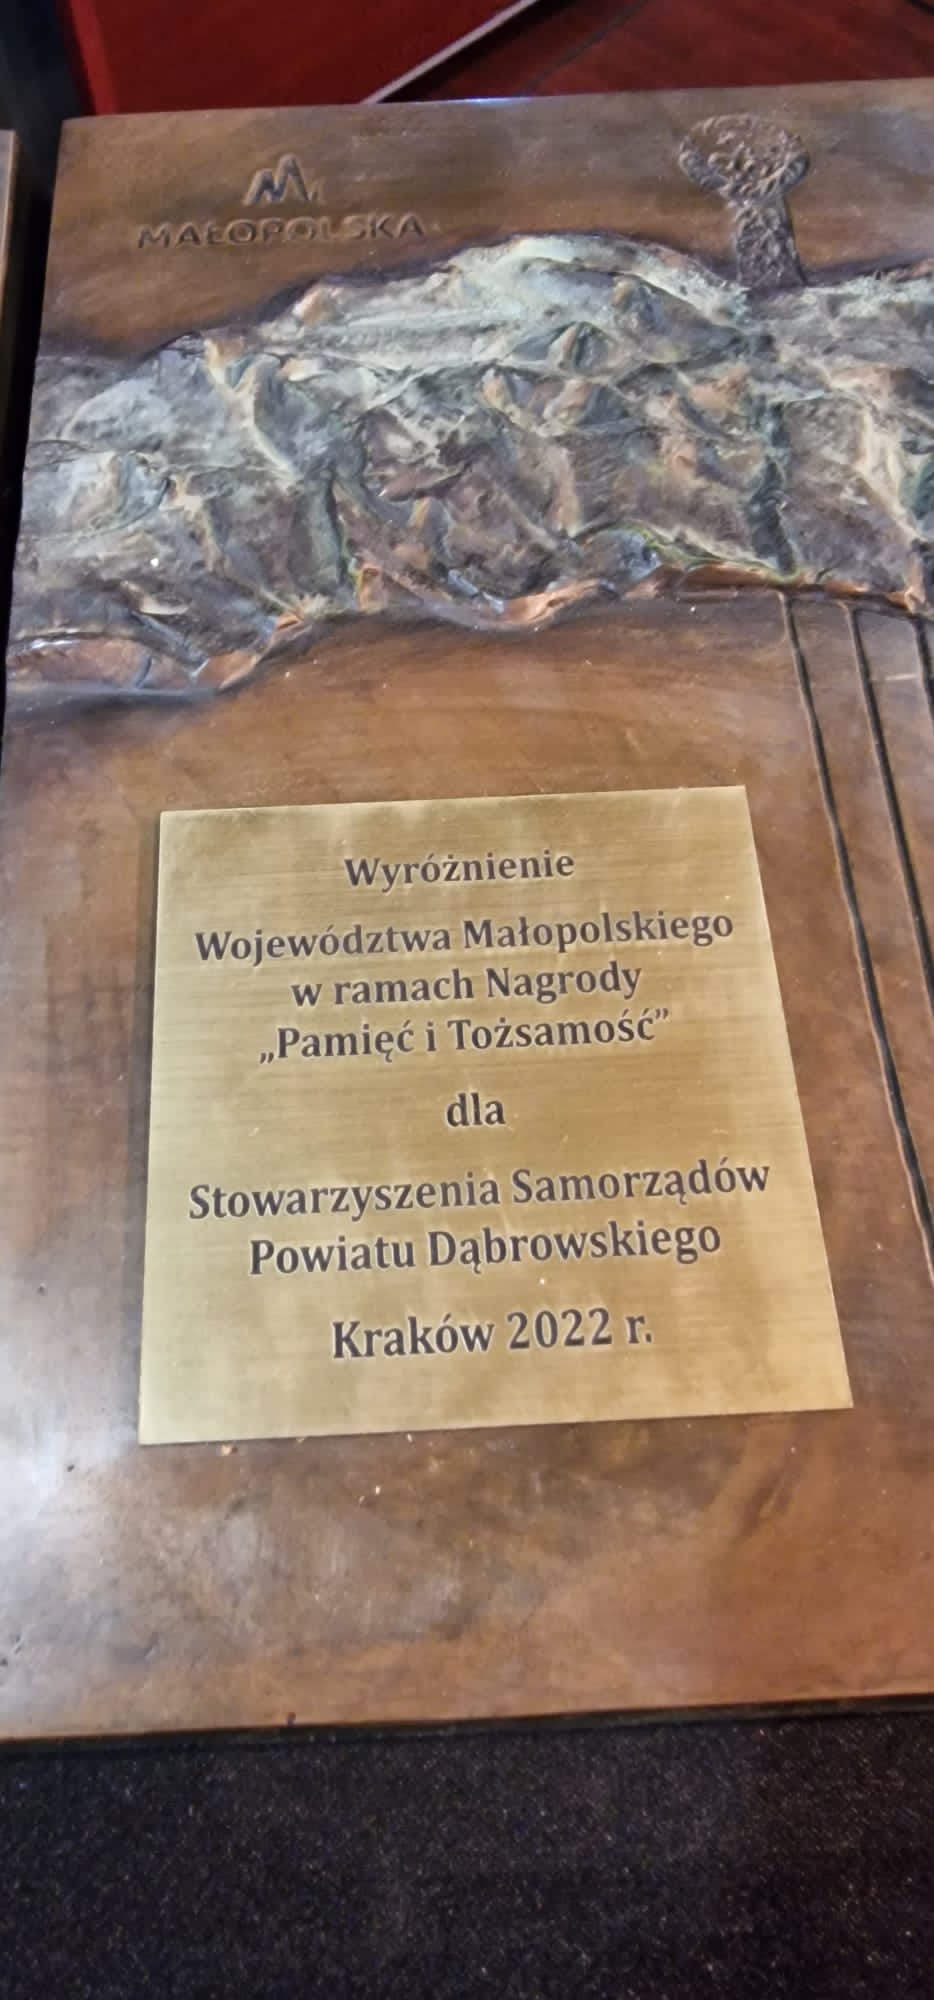 MAŁOPOLSKA
Wyróżnienie
Województwa Małopolskiego
w ramach Nagrody
„Pamięć i Tożsamość”
dla
Stowarzyszenia Samorządów
Powiatu Dąbrowskiego
Kraków 2022 r.